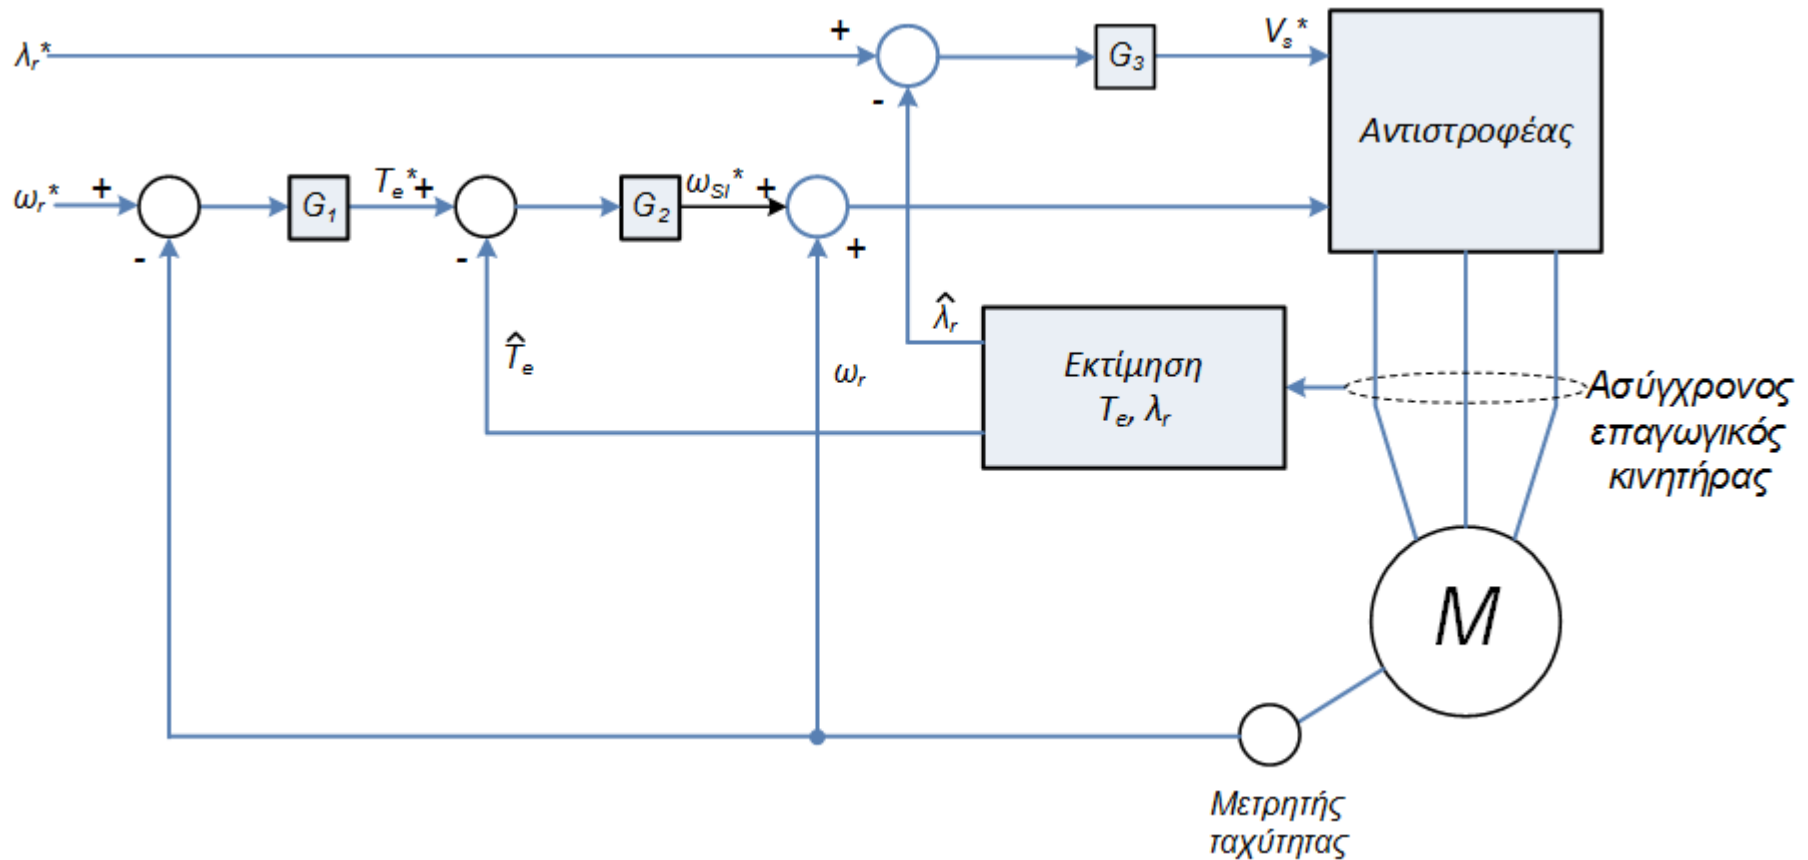 λr*
+
-
G3
Vs*
Αντιστροφέας
ωr*
+
-
G1
Te*
+
-
G2
ωSl*
+
+
λ̂r
T̂e
ωr
Εκτίμηση
Te, λr
Ασύγχρονος
επαγωγικός
κινητήρας
M
Μετρητής
ταχύτητας